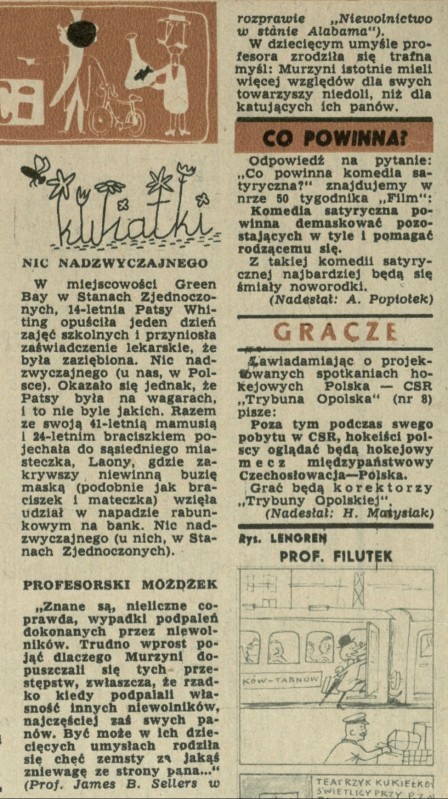 kwiatki
NIC NADZWYCZAJNEGO
W miejscowości Green
Bay w Stanach Zjednoczo-
nych, 14-letnia Patsy Whi-
ting opuściła jeden dzień
zajęć szkolnych i przyniosła
zaświadczenie lekarskie, że
była zaziębiona. Nic nad-
zwyczajnego (u nas, w Pol-
sce). Okazało się jednak, że
Patsy była na wagarach,
i to nie byle jakich. Razem
ze swoją 41-letnią mamusią
i 24-letnim braciszkiem po-
jechała do sąsiedniego mia-
steczka, Laony, gdzie za-
krywszy niewinną buzię
maską (podobnie jak bra-
ciszek i mateczka) wzięła
udział w napadzie rabun-
kowym na bank. Nic nad-
zwyczajnego (u nich, w Sta-
nach Zjednoczonych).
PROFESORSKI MÓŻDŻEK
„Znane są, nieliczne co-
prawda, wypadki podpaleń
dokonanych przez niewol-
ników. Trudno wprost po-
jąć dlaczego Murzyni do-
puszczali się tych prze-
stępstw, zwłaszcza, że rzad-
ko kiedy podpalali wła-
sność innych niewolników,
najczęściej zaś swych pa-
nów. Być może w ich dzie-
cięcych umysłach rodziła
się chęć zemsty za jakąś
zniewagę ze strony pana..."
(Prof. James B. Sellers w
rozprawie „Niewolnictwo
w stanie Alabama").
W dziecięcym umyśle pro-
fesora zrodziła się trafna
myśl: Murzyni istotnie mieli
więcej względów dla swych
towarzyszy niedoli, niż dla
katujących ich panów.
CO POWINNA?
Odpowiedź na pytanie:
„Co powinna komedia sa-
tyryczna?" znajdujemy w
nrze 50 tygodnika „Film":
Komedia satyryczna po-
winna demaskować pozo-
stających w tyle i pomagać
rodzącemu się.
Z takiej komedii satyry-
cznej najbardziej będą się
śmiały noworodki.
(Nadesłał: A. Popiołek)
GRACZE
Zawiadamiając o projek-
towanych spotkaniach ho-
kejowych Polska — CSR
„Trybuna Opolska" (nr 8)
pisze:
Poza tym podczas swego
pobytu w CSR, hokeiści pol-
scy oglądać będą hokejowy
mecz międzypaństwowy
Czechosłowacja—Polska.
Grać będą korektorzy
„Trybuny Opolskiej".
(Nadesłał: H. Matysiak)
Rys. LENGREN
PROF. FILUTEK
KÓW-TARNÓW
TEATRZYK KUKIEŁKO
ŚWIETLICY PRZY P.Z.